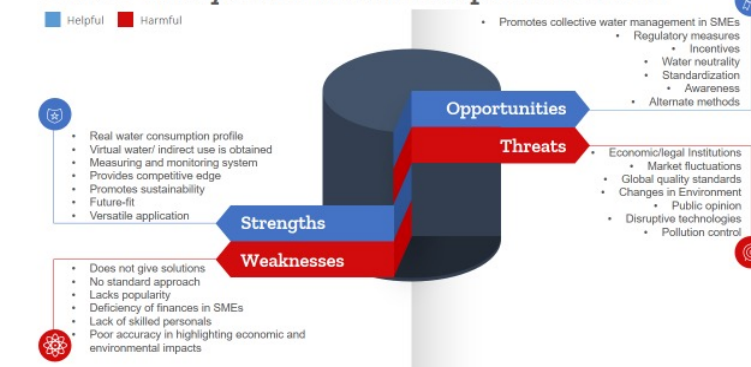 Helpful
Harmful
• Promotes collective water management in SMEs
• Regulatory measures
• Incentives
• Water neutrality
• Standardization
• Awareness
• Alternate methods
Opportunities
Threats
• Economic/legal Institutions
• Market fluctuations
• Global quality standards
• Changes in Environment
• Public opinion
• Disruptive technologies
• Pollution control
• Real water consumption profile
• Virtual water/ indirect use is obtained
• Measuring and monitoring system
• Provides competitive edge
• Promotes sustainability
• Future-fit
• Versatile application
Strengths
Weaknesses
• Does not give solutions
• No standard approach
• Lacks popularity
• Deficiency of finances in SMEs
• Lack of skilled personals
• Poor accuracy in highlighting economic and
environmental impacts